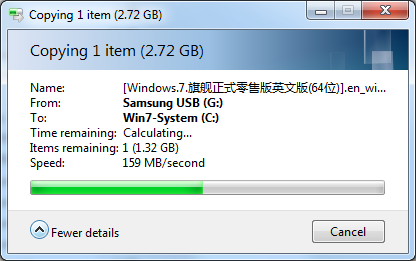 Copying 1 item (2.72 GB)
Copying 1 item (2.72 GB)
Name: [Windows.7.旗舰正式零售版英文版(64位)].en_wi...
From: Samsung USB (G:)
To: Win7-System (C:)
Time remaining: Calculating...
Items remaining: 1 (1.32 GB)
Speed: 159 MB/second
Fewer details
Cancel